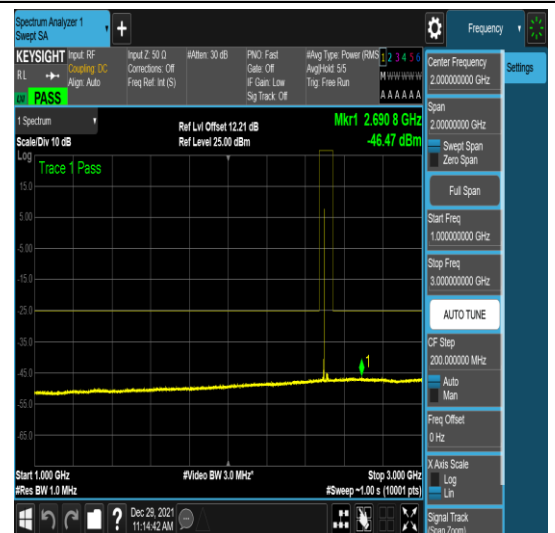 Spectrum Analyzer 1
Swept SA
Frequency
KEYSIGHT Input: RF Input Z: 50 Ω #Atten: 30 dB PNO: Fast #Avg Type: Power (RMS 1 2 3 4 5 6
RL Coupling: DC Corrections: Off Gate: Off Avg|Hold: 5/5 M W W W W W
Align: Auto Freq Ref: Int (S) IF Gain: Low Trig: Free Run
PASS Sig Track: Off A A A A A A
1 Spectrum
Scale/Div 10 dB
Ref Lvl Offset 12.21 dB
Ref Level 25.00 dBm
Mkr1 2.690 8 GHz
-46.47 dBm
Log
Trace 1 Pass
15.0
5.00
-5.00
-15.0
-25.0
-35.0
-45.0
-55.0
-65.0
1
Start 1.000 GHz #Video BW 3.0 MHz* Stop 3.000 GHz
#Res BW 1.0 MHz #Sweep ~1.00 s (10001 pts)
Dec 29, 2021
11:14:42 AM
Center Frequency
2.000000000 GHz
Span
2.00000000 GHz
Swept Span
Zero Span
Full Span
Start Freq
1.000000000 GHz
Stop Freq
3.000000000 GHz
AUTO TUNE
CF Step
200.000000 MHz
Auto
Man
Freq Offset
0 Hz
X Axis Scale
Log
Lin
Signal Track
(Span Zoom)
Settings